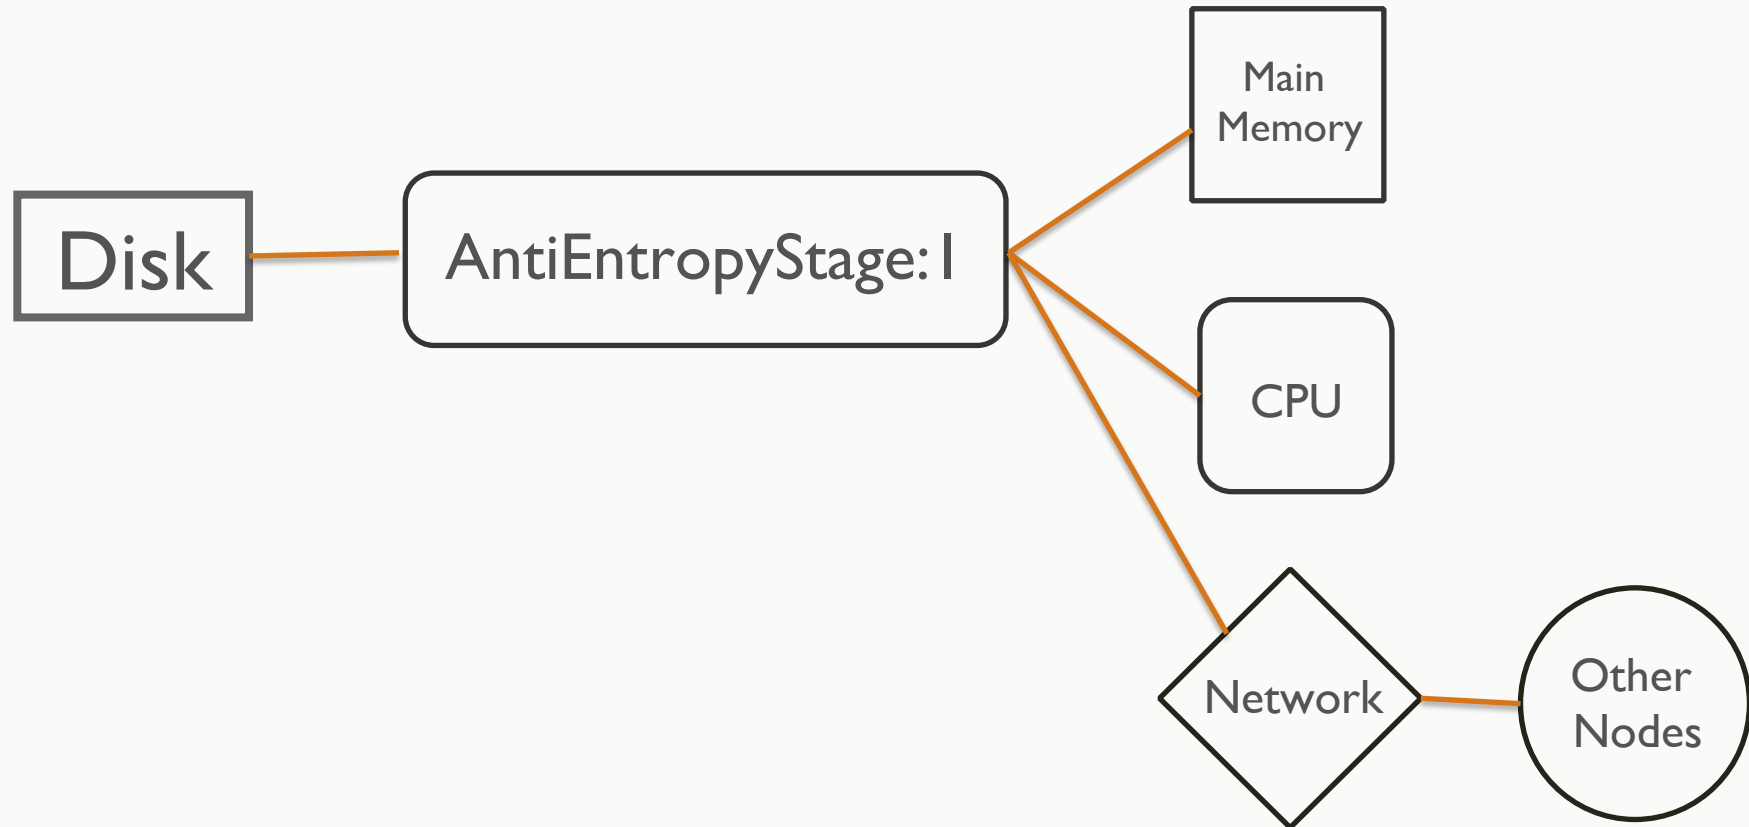 Main
Memory
Disk
AntiEntropyStage:1
CPU
Network
Other
Nodes